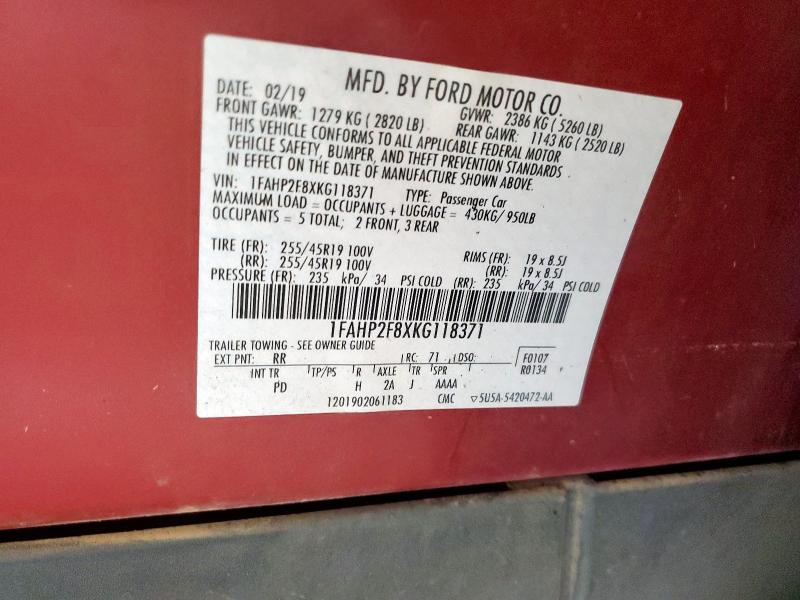 MFD. BY FORD MOTOR CO.
DATE: 02/19 GVWR: 2386 KG ( 5260 LB)
FRONT GAWR: 1279 KG ( 2820 LB) REAR GAWR: 1143 KG ( 2520 LB)
THIS VEHICLE CONFORMS TO ALL APPLICABLE FEDERAL MOTOR
VEHICLE SAFETY, BUMPER, AND THEFT PREVENTION STANDARDS
IN EFFECT ON THE DATE OF MANUFACTURE SHOWN ABOVE.
VIN: 1FAHP2F8XKG118371 TYPE: Passenger Car
MAXIMUM LOAD = OCCUPANTS + LUGGAGE = 430KG/ 950LB
OCCUPANTS = 5 TOTAL; 2 FRONT, 3 REAR
TIRE (FR): 255/45R19 100V RIMS (FR): 19 x 8.5J
(RR): 255/45R19 100V (RR): 19 x 8.5J
PRESSURE (FR): 235 kPa/ 34 PSI COLD (RR): 235 kPa/ 34 PSI COLD
1FAHP2F8XKG118371
TRAILER TOWING - SEE OWNER GUIDE
EXT PNT: RR RC: 71 DSO: F0107
INT TR TP/PS R AXLE TR SPR R0134
PD H 2A J AAAA
1201902061183 CMC ▽5U5A-5420472-AA